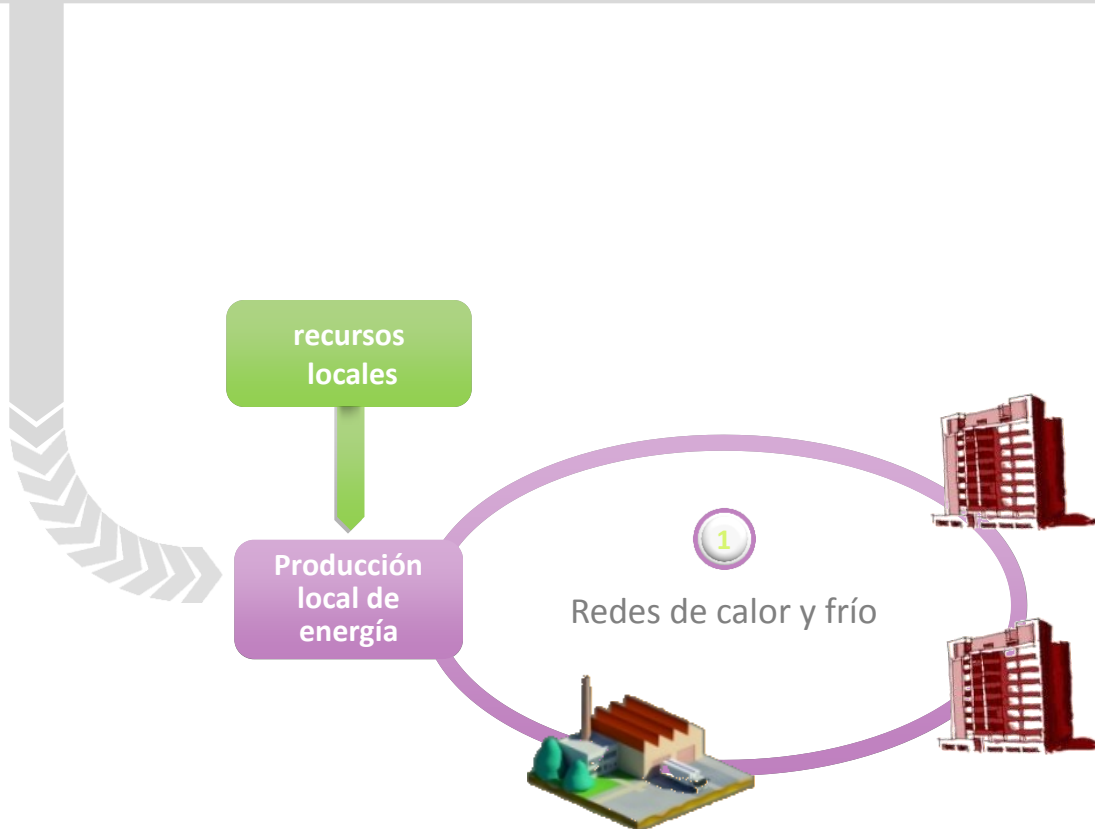 recursos
locales
1
Producción
local de
energía
Redes de calor y frío